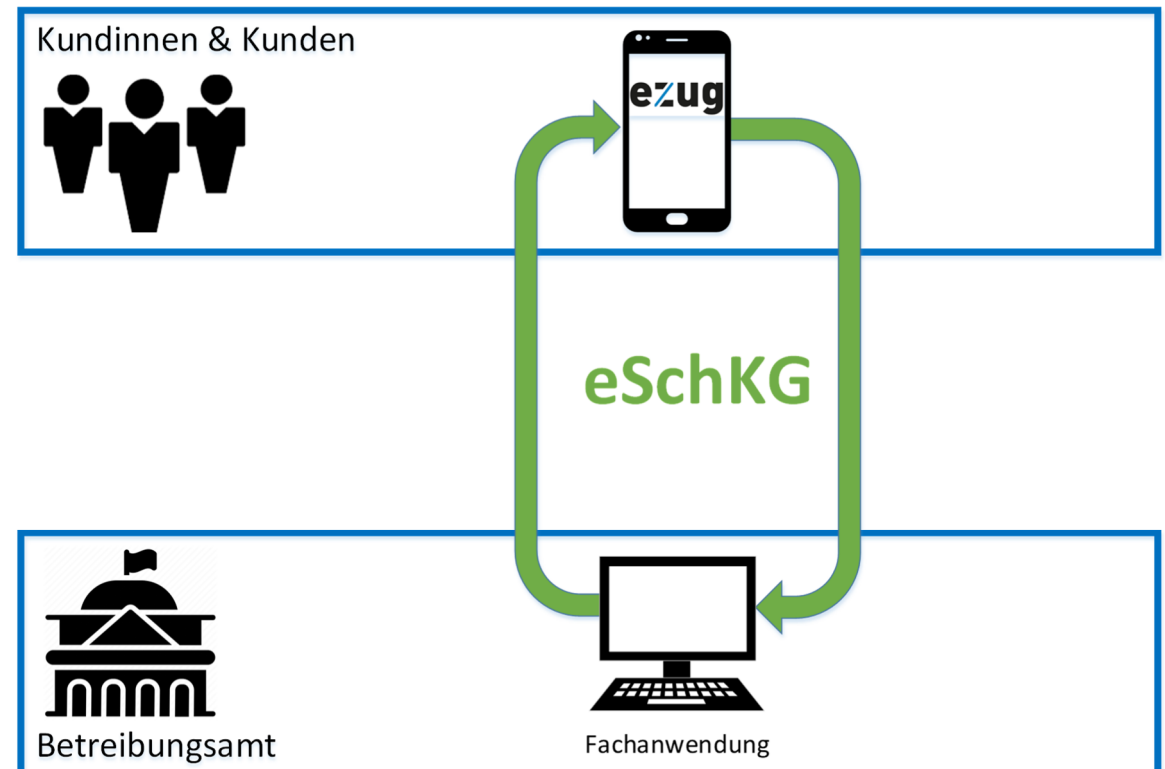 Kundinnen & Kunden
ezug
eSchKG
Betreibungsamt
Fachanwendung